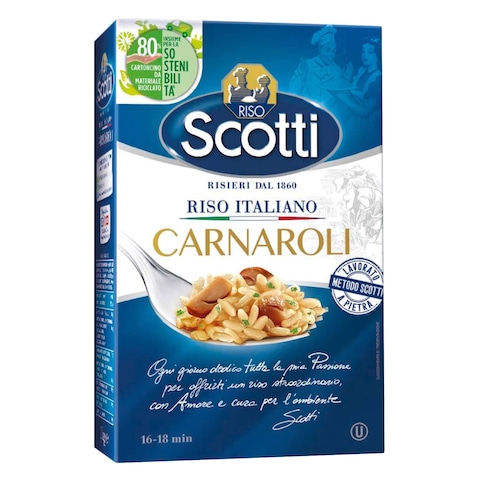 80%
CARTONCINO
DA
MATERIALE
RICICLATO
INSIEME
PER LA
SO
STENI
BILI
TÀ
RISO
Scotti
RISIERI DAL 1860
RISO ITALIANO
CARNAROLI
LAVORATO
METODO SCOTTI
A PIETRA
Ogni giorno dedico tutta la mia Passione
per offrirti un riso straordinario,
con Amore e cura per l'ambiente
Scotti
16-18 min
U